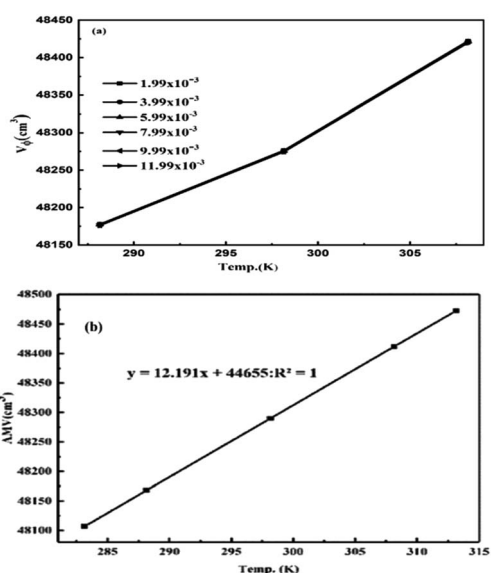 48450
(a)
48400
48350
1.99x10⁻³
3.99x10⁻³
48300
5.99x10⁻³
7.99x10⁻³
48250
9.99x10⁻³
11.99x10⁻³
48200
48150
Vϕ(cm³)
290 295 300 305
Temp.(K)
48500
(b)
48450
48400
y = 12.191x + 44655:R² = 1
48350
48300
48250
48200
48150
48100
AMV(cm³)
285 290 295 300 305 310 315
Temp. (K)